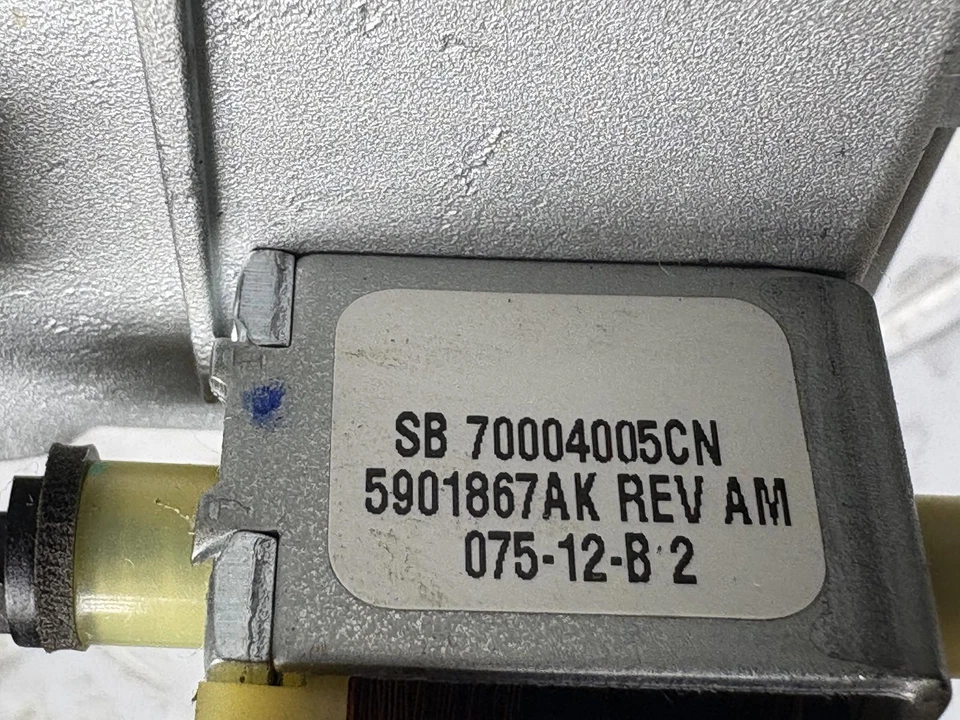 SB 70004005CN
5901867AK REV AM
075-12-B 2